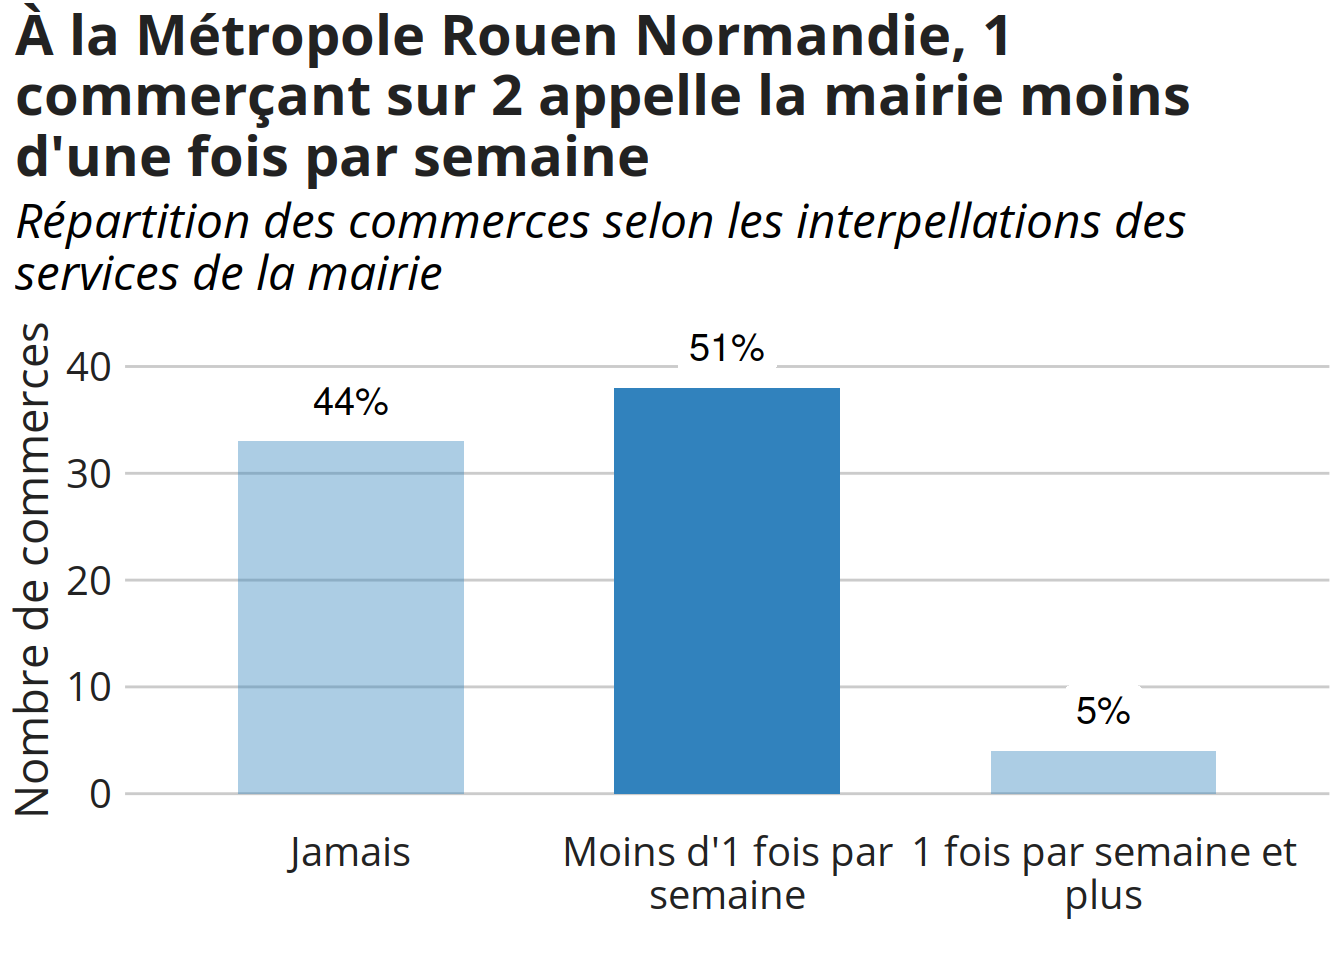 À la Métropole Rouen Normandie, 1
commerçant sur 2 appelle la mairie moins
d'une fois par semaine
Répartition des commerces selon les interpellations des
services de la mairie
Nombre de commerces
40
30
20
10
0
44%
51%
5%
Jamais
Moins d'1 fois par
semaine
1 fois par semaine et
plus